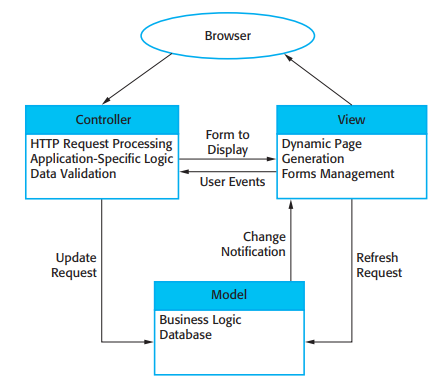 Browser
Controller
HTTP Request Processing
Application-Specific Logic
Data Validation
Form to
Display
User Events
View
Dynamic Page
Generation
Forms Management
Update
Request
Change
Notification
Refresh
Request
Model
Business Logic
Database